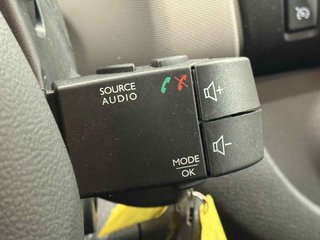 SOURCE
AUDIO
+
-
MODE
OK